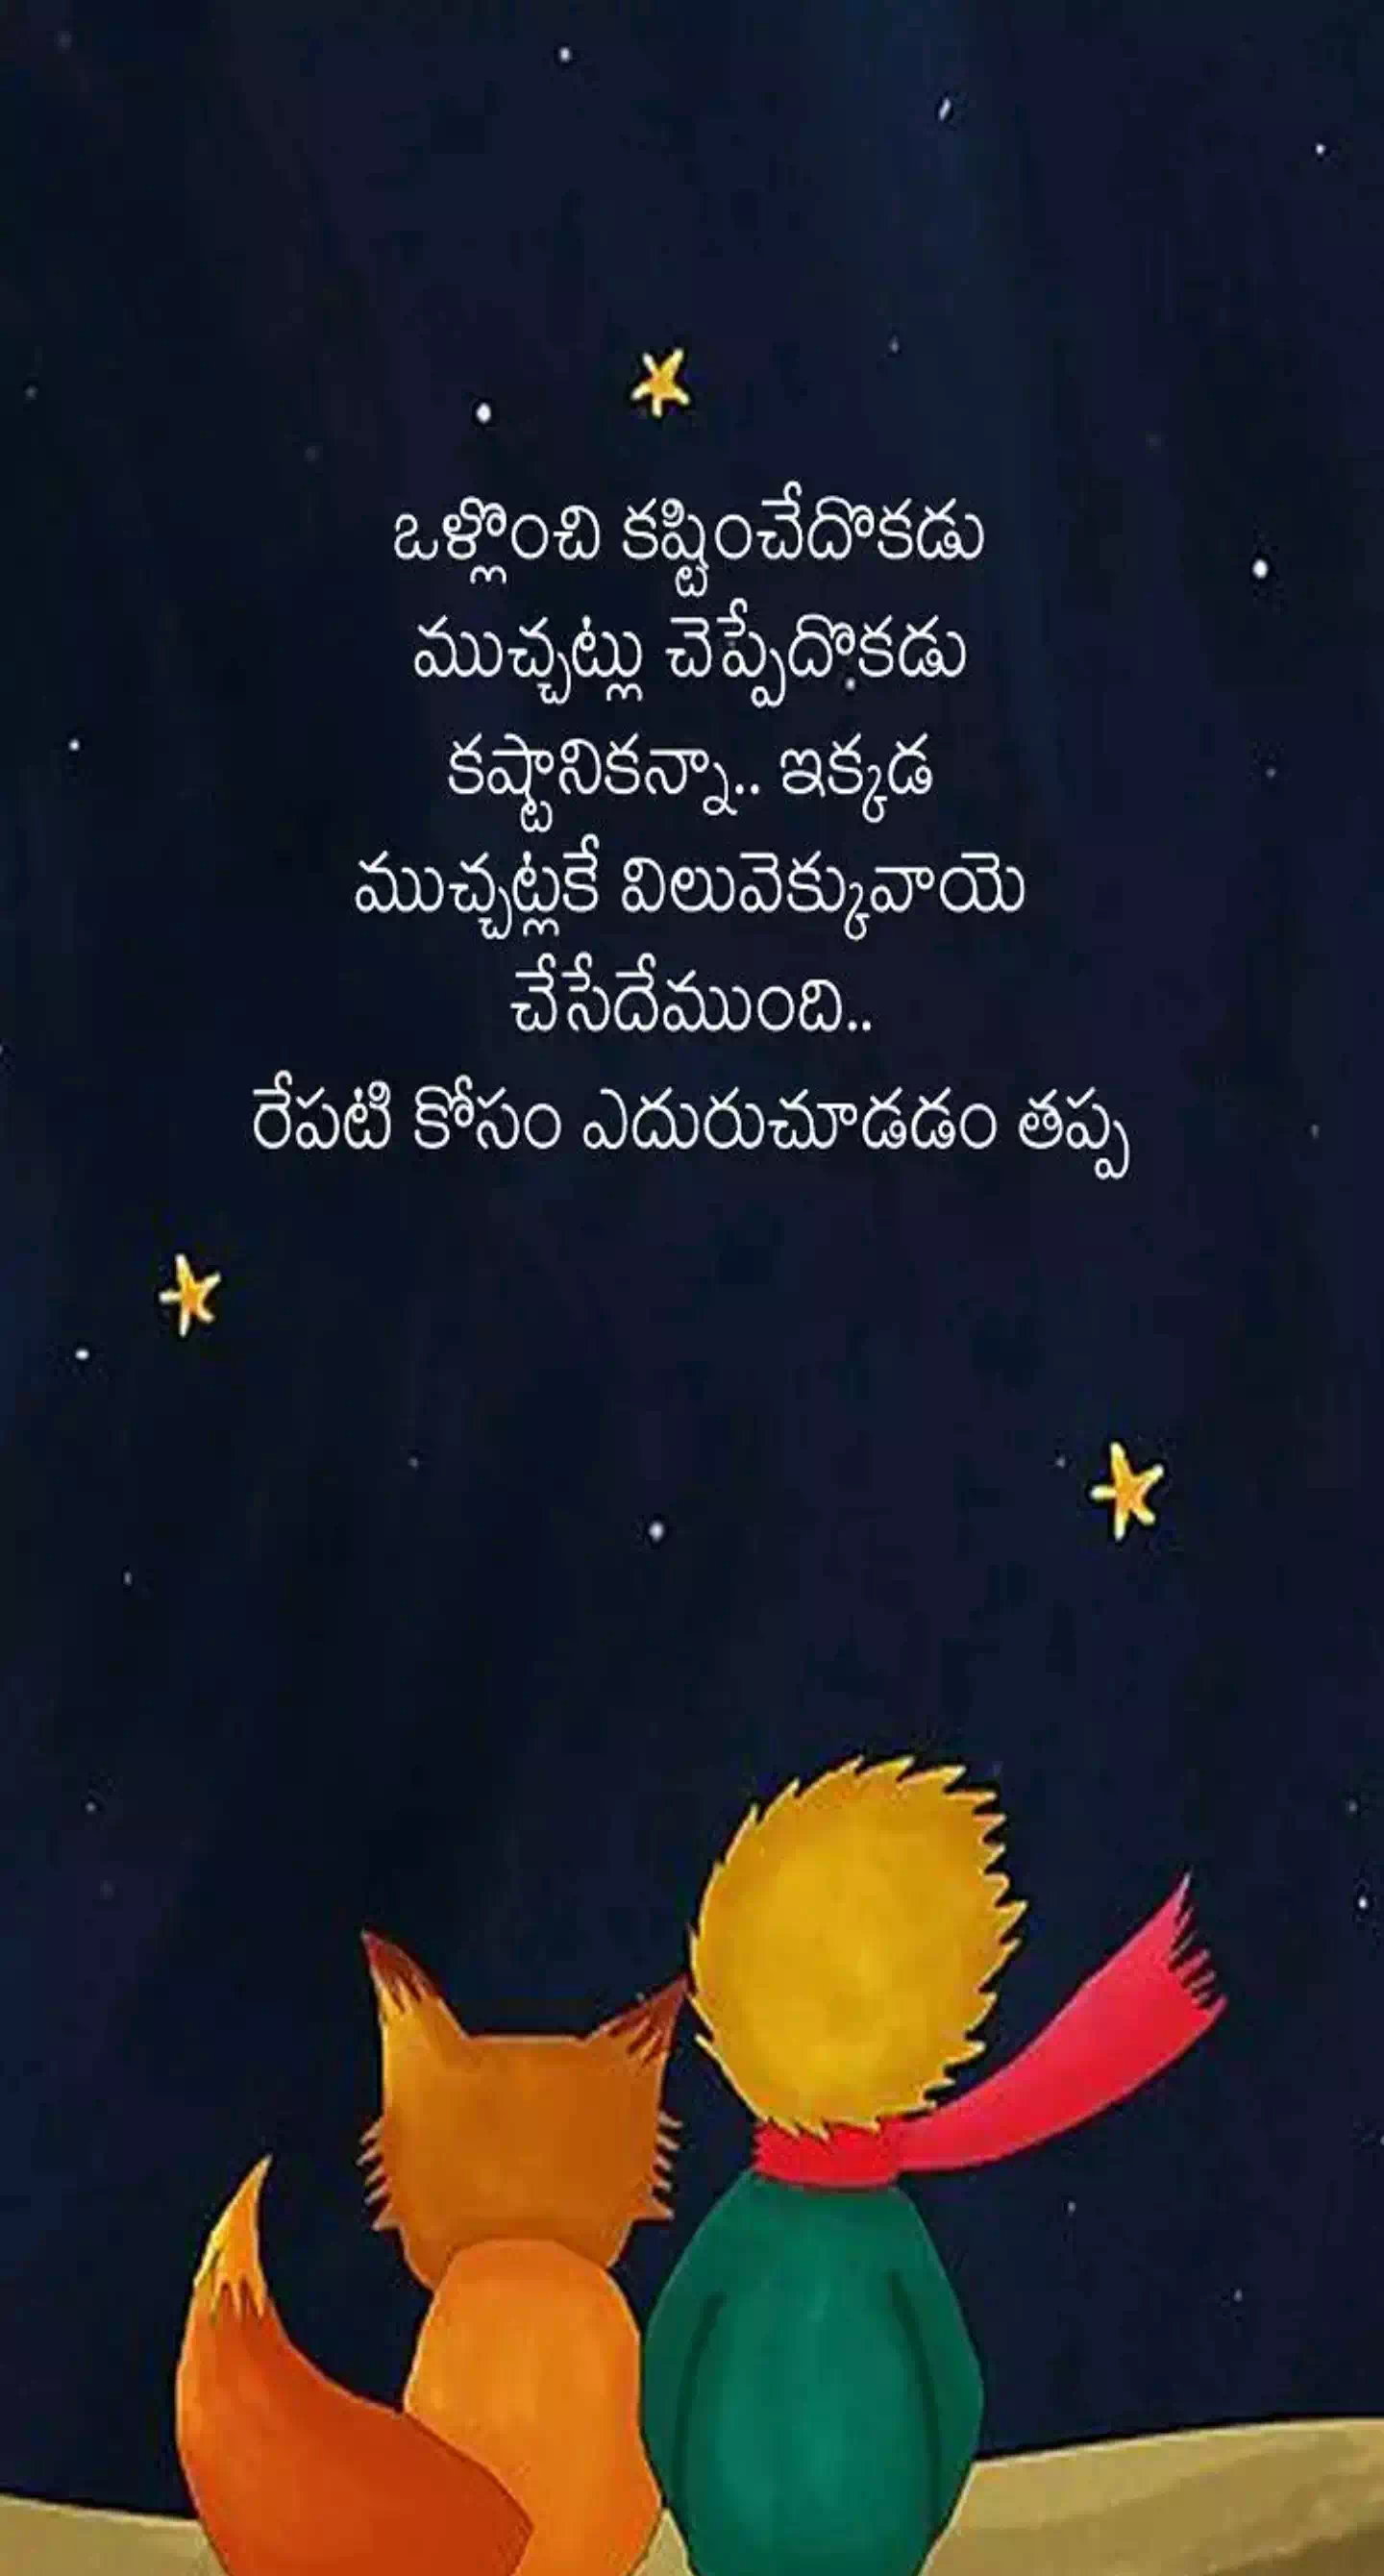 ఒళ్లొంచి కష్టించేదొకడు
ముచ్చట్లు చెప్పేదొకడు
కష్టానికన్నా.. ఇక్కడ
ముచ్చట్లకే విలువెక్కువాయె
చేసేదేముంది..
రేపటి కోసం ఎదురుచూడడం తప్ప